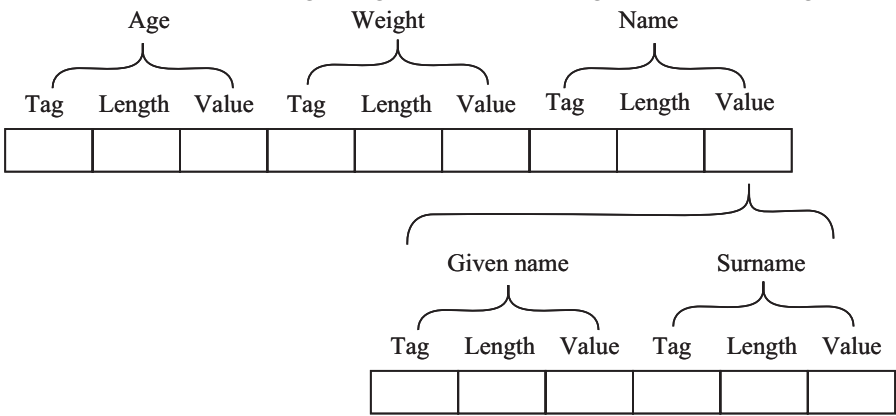 Age Weight Name
Tag Length Value Tag Length Value Tag Length Value
Given name Surname
Tag Length Value Tag Length Value